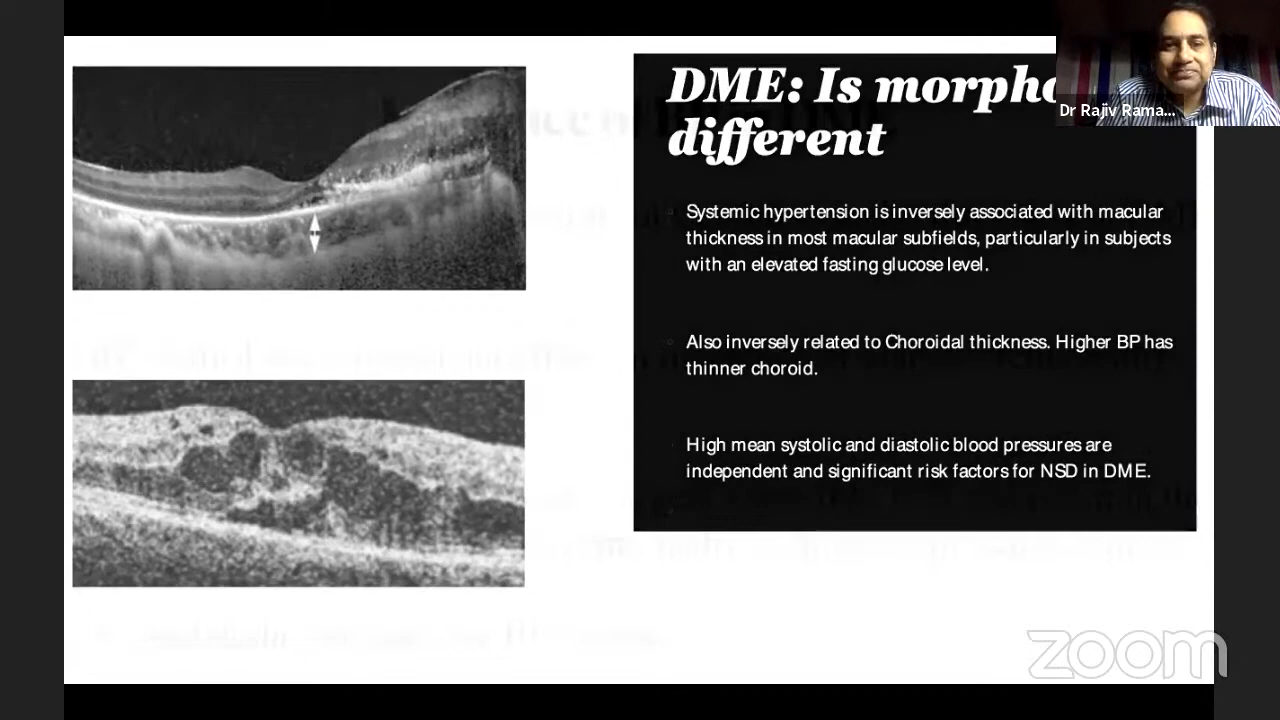 DME: Is morpho
different
Dr Rajiv Rama...
Systemic hypertension is inversely associated with macular
thickness in most macular subfields, particularly in subjects
with an elevated fasting glucose level.
Also inversely related to Choroidal thickness. Higher BP has
thinner choroid.
High mean systolic and diastolic blood pressures are
independent and significant risk factors for NSD in DME.
zoom